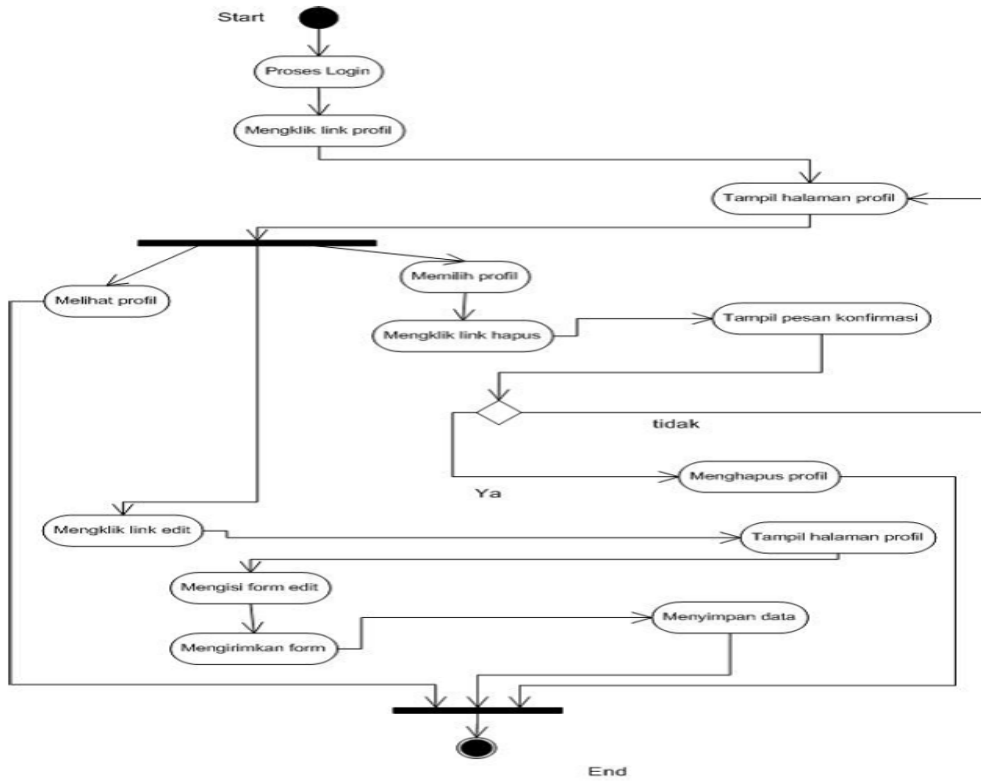 Start
Proses Login
Mengklik link profil
Tampil halaman profil
Memilih profil
Melihat profil
Mengklik link hapus
Tampil pesan konfirmasi
tidak
Menghapus profil
Ya
Mengklik link edit
Tampil halaman profil
Mengisi form edit
Menyimpan data
Mengirimkan form
End